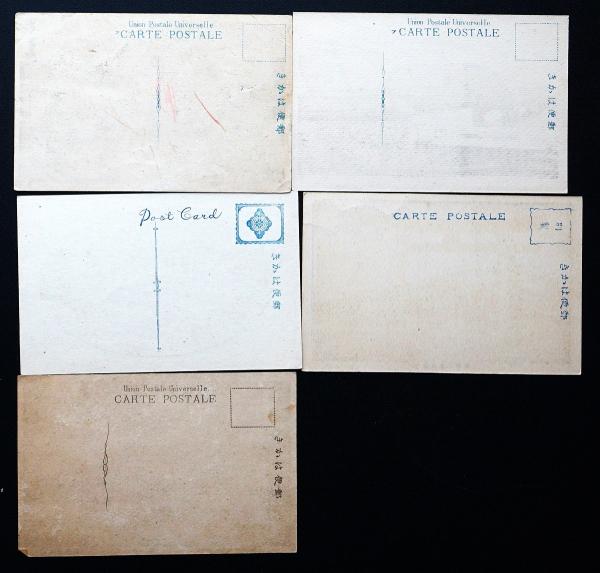 Union Postale Universelle
CARTE POSTALE
きかは便郵
Union Postale Universelle
CARTE POSTALE
きかは便郵
Post Card
きかは便郵
CARTE POSTALE
きかは便郵
Union Postale Universelle.
CARTE POSTALE
きかは便郵